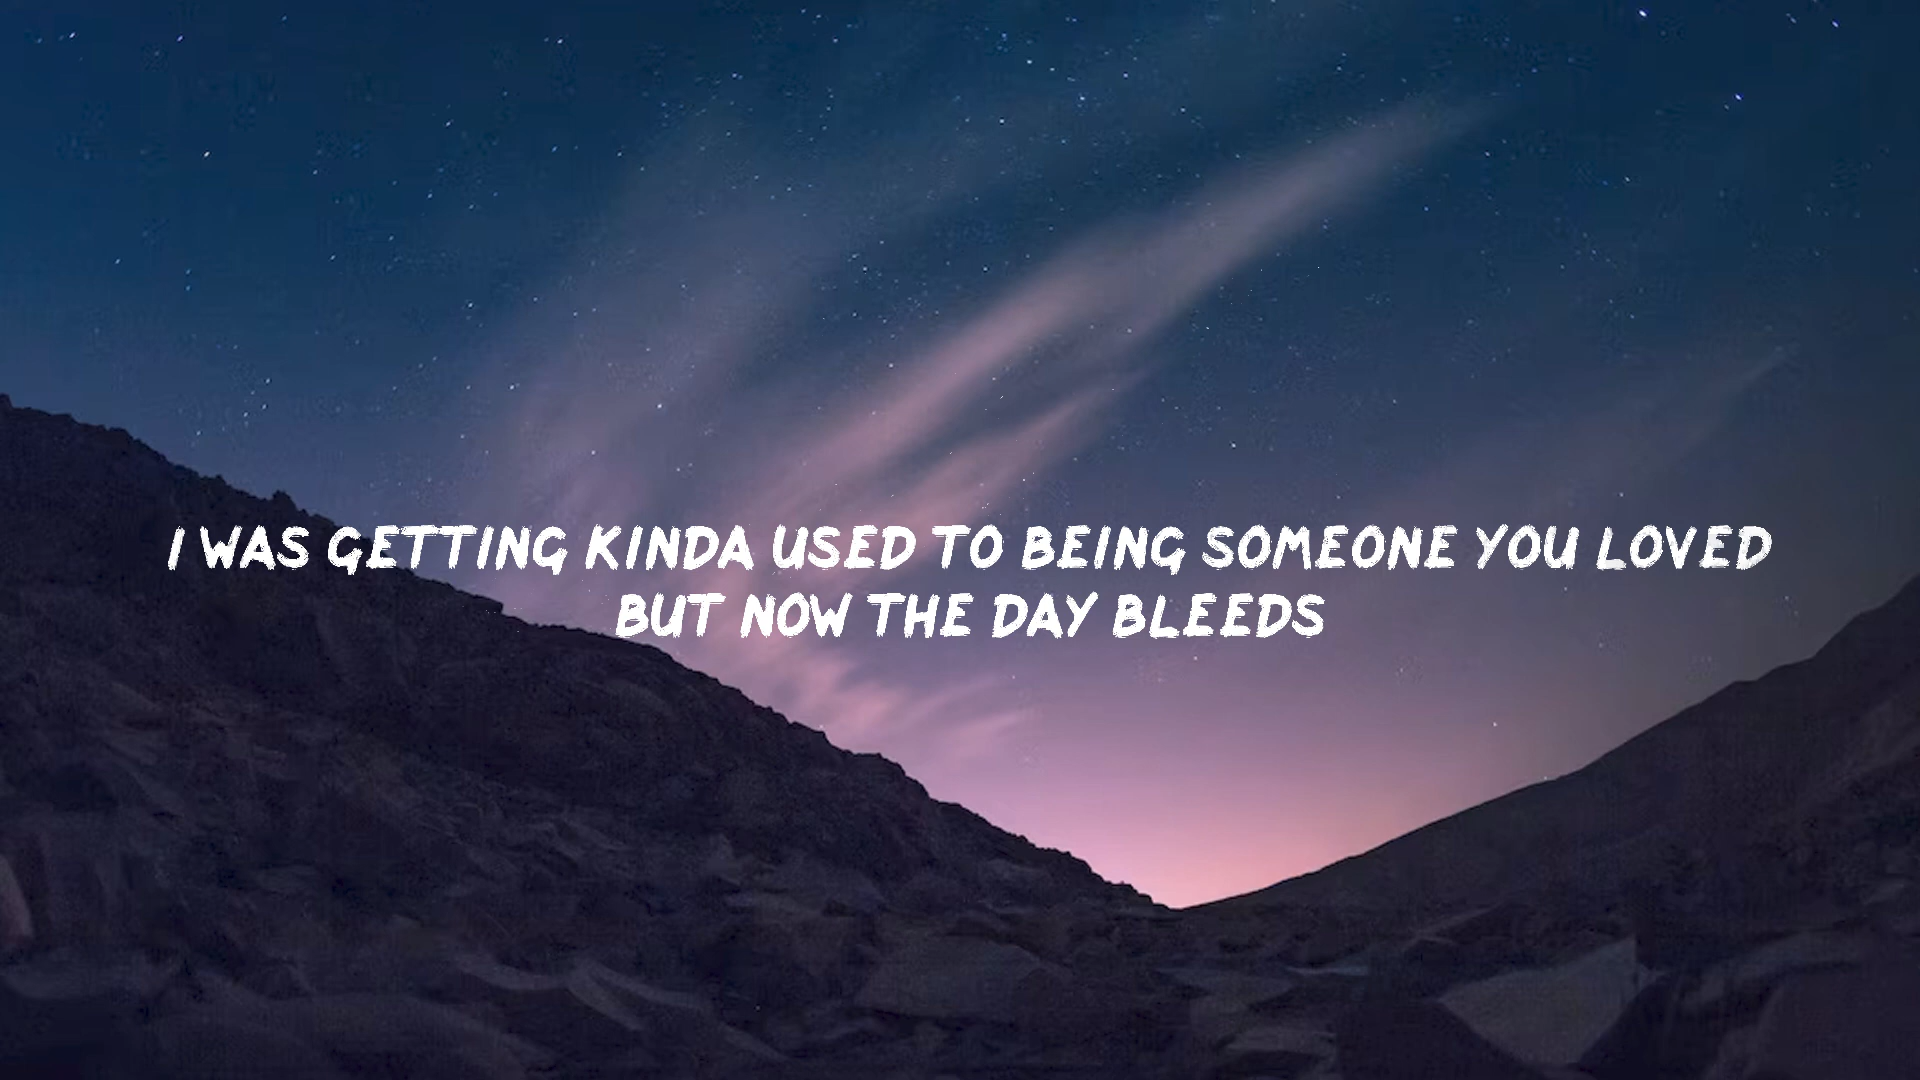 I WAS GETTING KINDA USED TO BEING SOMEONE YOU LOVED
BUT NOW THE DAY BLEEDS